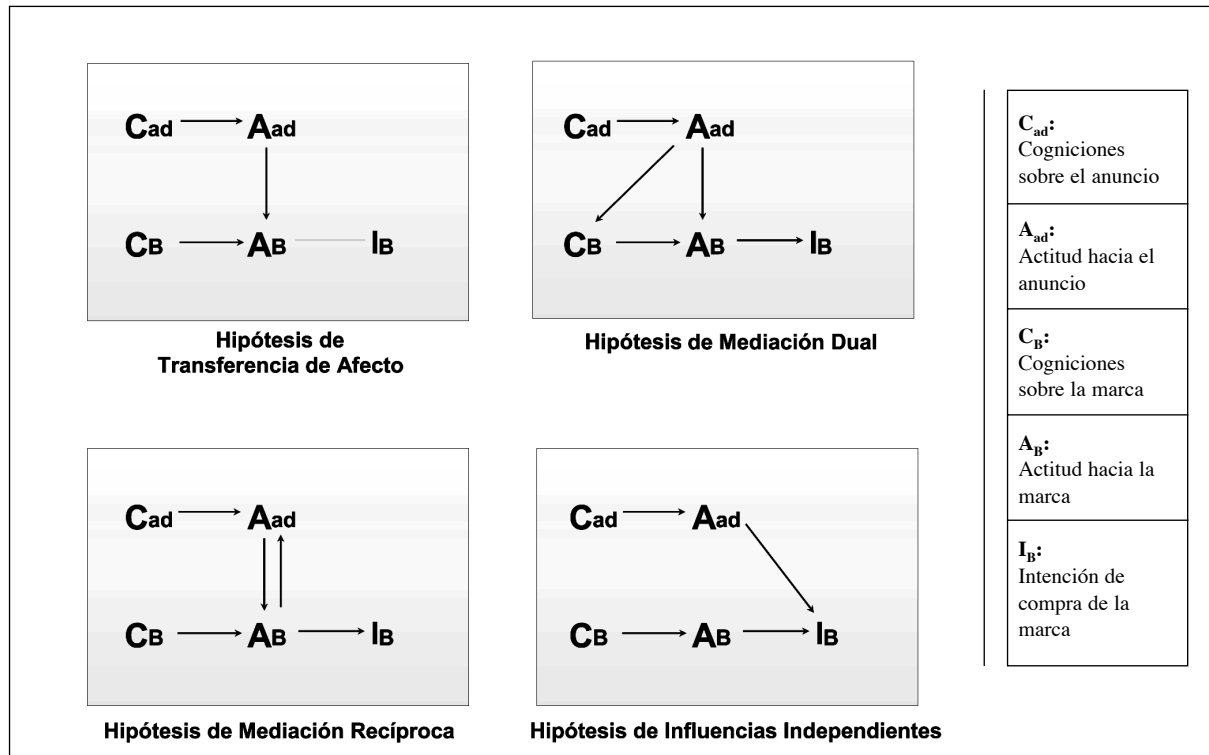 Cad Aad
CB AB IB
Hipótesis de
Transferencia de Afecto
Cad Aad
CB AB IB
Hipótesis de Mediación Dual
Cad Aad
CB AB IB
Hipótesis de Mediación Recíproca
Cad Aad
CB AB IB
Hipótesis de Influencias Independientes
Cad:
Cogniciones
sobre el anuncio
Aad:
Actitud hacia el
anuncio
CB:
Cogniciones
sobre la marca
AB:
Actitud hacia la
marca
IB:
Intención de
compra de la
marca